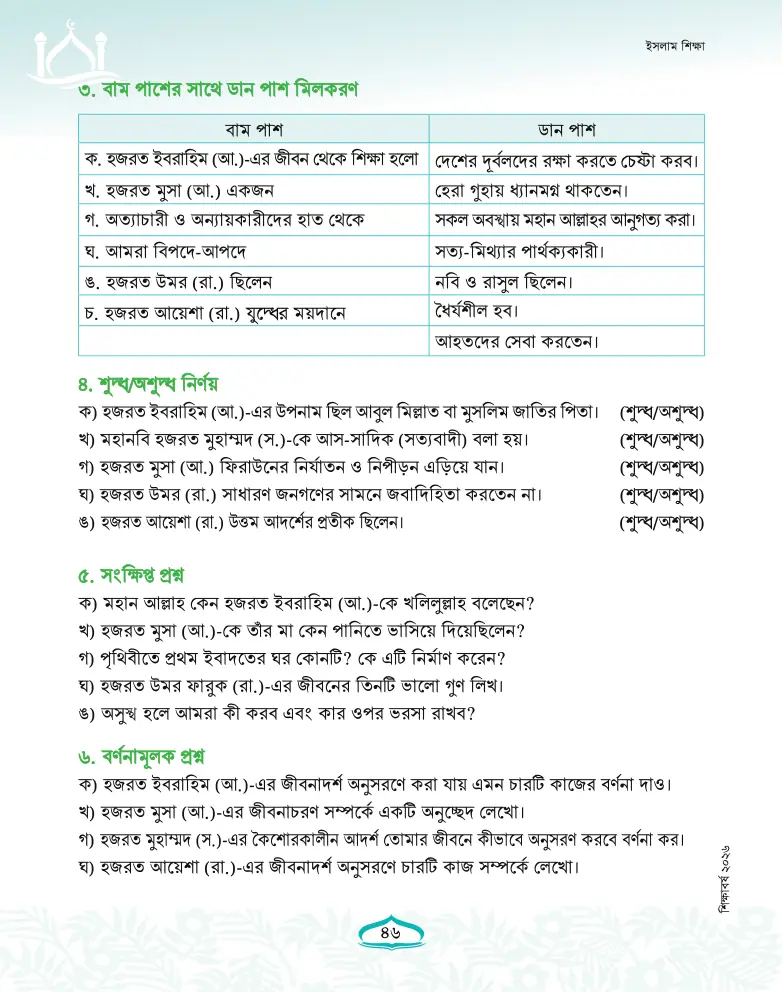 ইসলাম শিক্ষা
৩. বাম পাশের সাথে ডান পাশ মিলকরণ
বাম পাশ ডান পাশ
ক. হজরত ইবরাহিম (আ.)-এর জীবন থেকে শিক্ষা হলো দেশের দূর্বলদের রক্ষা করতে চেষ্টা করব।
খ. হজরত মুসা (আ.) একজন হেরা গুহায় ধ্যানমগ্ন থাকতেন।
গ. অত্যাচারী ও অন্যায়কারীদের হাত থেকে সকল অবস্থায় মহান আল্লাহর আনুগত্য করা।
ঘ. আমরা বিপদে-আপদে সত্য-মিথ্যার পার্থক্যকারী।
ঙ. হজরত উমর (রা.) ছিলেন নবি ও রাসুল ছিলেন।
চ. হজরত আয়েশা (রা.) যুদ্ধের ময়দানে ধৈর্যশীল হব।
আহতদের সেবা করতেন।
৪. শুদ্ধ/অশুদ্ধ নির্ণয়
ক) হজরত ইবরাহিম (আ.)-এর উপনাম ছিল আবুল মিল্লাত বা মুসলিম জাতির পিতা। (শুদ্ধ/অশুদ্ধ)
খ) মহানবি হজরত মুহাম্মদ (স.)-কে আস-সাদিক (সত্যবাদী) বলা হয়। (শুদ্ধ/অশুদ্ধ)
গ) হজরত মুসা (আ.) ফিরাউনের নির্যাতন ও নিপীড়ন এড়িয়ে যান। (শুদ্ধ/অশুদ্ধ)
ঘ) হজরত উমর (রা.) সাধারণ জনগণের সামনে জবাদিহিতা করতেন না। (শুদ্ধ/অশুদ্ধ)
ঙ) হজরত আয়েশা (রা.) উত্তম আদর্শের প্রতীক ছিলেন। (শুদ্ধ/অশুদ্ধ)
৫. সংক্ষিপ্ত প্রশ্ন
ক) মহান আল্লাহ কেন হজরত ইবরাহিম (আ.)-কে খলিলুল্লাহ বলেছেন?
খ) হজরত মুসা (আ.)-কে তাঁর মা কেন পানিতে ভাসিয়ে দিয়েছিলেন?
গ) পৃথিবীতে প্রথম ইবাদতের ঘর কোনটি? কে এটি নির্মাণ করেন?
ঘ) হজরত উমর ফারুক (রা.)-এর জীবনের তিনটি ভালো গুণ লিখ।
ঙ) অসুস্থ হলে আমরা কী করব এবং কার ওপর ভরসা রাখব?
৬. বর্ণনামূলক প্রশ্ন
ক) হজরত ইবরাহিম (আ.)-এর জীবনাদর্শ অনুসরণে করা যায় এমন চারটি কাজের বর্ণনা দাও।
খ) হজরত মুসা (আ.)-এর জীবনাচরণ সম্পর্কে একটি অনুচ্ছেদ লেখো।
গ) হজরত মুহাম্মদ (স.)-এর কৈশোরকালীন আদর্শ তোমার জীবনে কীভাবে অনুসরণ করবে বর্ণনা কর।
ঘ) হজরত আয়েশা (রা.)-এর জীবনাদর্শ অনুসরণে চারটি কাজ সম্পর্কে লেখো।
শিক্ষাবর্ষ ২০২৬
৪৬